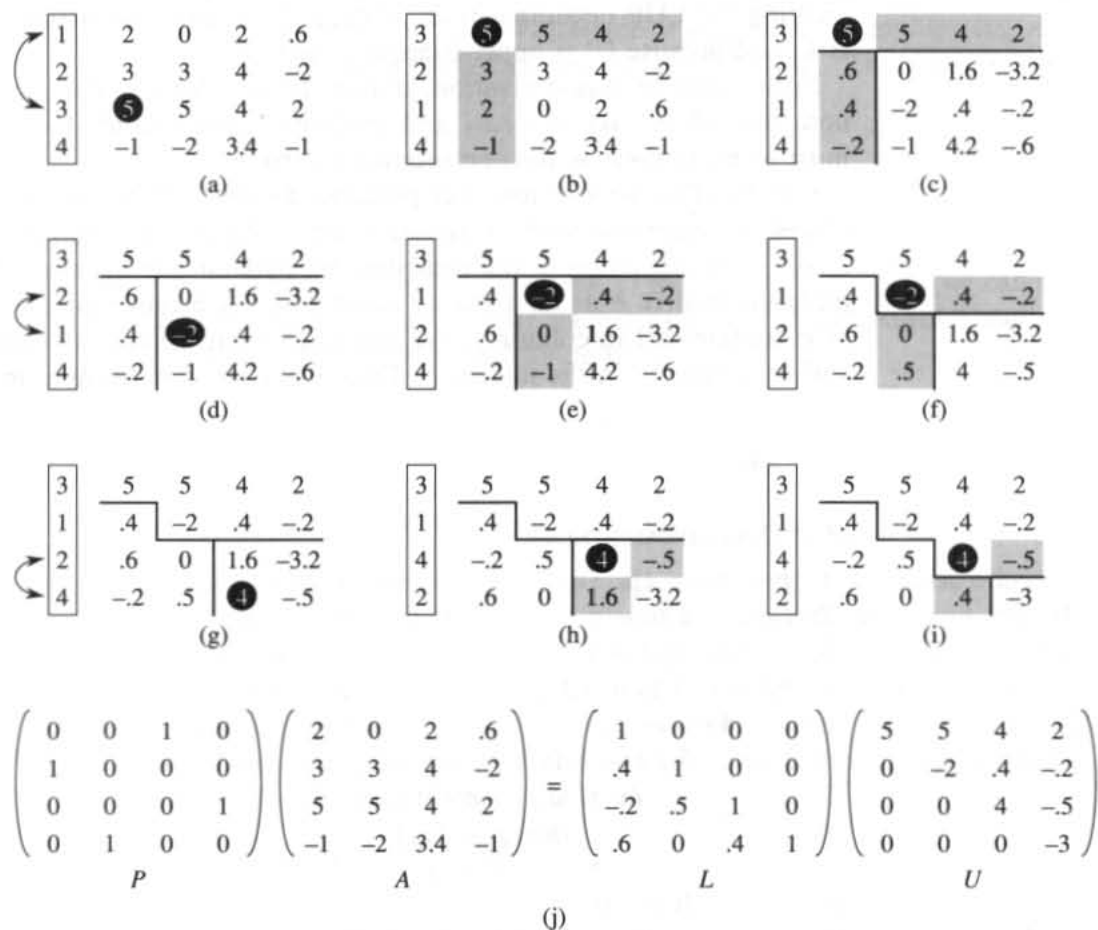 1 2 0 2 .6 3 5 5 4 2 3 5 5 4 2
2 3 3 4 –2 2 3 3 4 –2 2 .6 0 1.6 –3.2
3 5 5 4 2 1 2 0 2 .6 1 .4 –2 .4 –.2
4 –1 –2 3.4 –1 4 –1 –2 3.4 –1 4 –.2 –1 4.2 –.6
(a) (b) (c)
3 5 5 4 2 3 5 5 4 2 3 5 5 4 2
2 .6 0 1.6 –3.2 1 .4 –2 .4 –.2 1 .4 –2 .4 –.2
1 .4 –2 .4 –.2 2 .6 0 1.6 –3.2 2 .6 0 1.6 –3.2
4 –.2 –1 4.2 –.6 4 –.2 –1 4.2 –.6 4 –.2 .5 4 –.5
(d) (e) (f)
3 5 5 4 2 3 5 5 4 2 3 5 5 4 2
1 .4 –2 .4 –.2 1 .4 –2 .4 –.2 1 .4 –2 .4 –.2
2 .6 0 1.6 –3.2 4 –.2 .5 4 –.5 4 –.2 .5 4 –.5
4 –.2 .5 4 –.5 2 .6 0 1.6 –3.2 2 .6 0 .4 –3
(g) (h) (i)
0 0 1 0 2 0 2 .6 1 0 0 0 5 5 4 2
1 0 0 0 3 3 4 –2 .4 1 0 0 0 –2 .4 –.2
0 0 0 1 5 5 4 2 = –.2 .5 1 0 0 0 4 –.5
0 1 0 0 –1 –2 3.4 –1 .6 0 .4 1 0 0 0 –3
P A L U
(j)